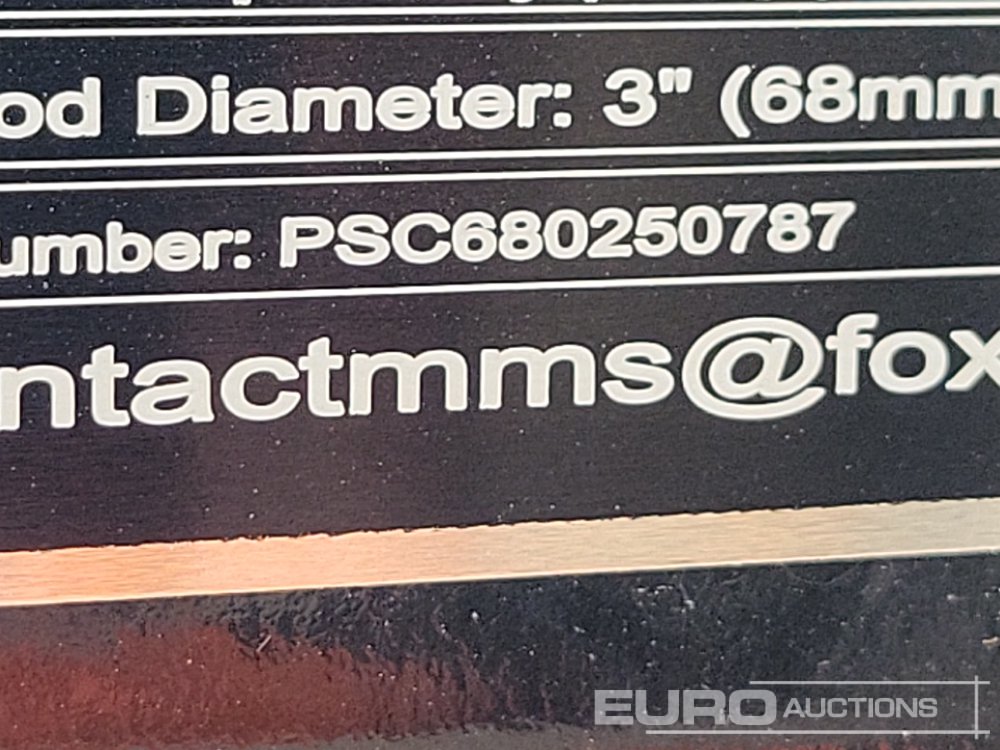 od Diameter: 3" (68mm
umber: PSC680250787
ntactmms@fox
EURO AUCTIONS